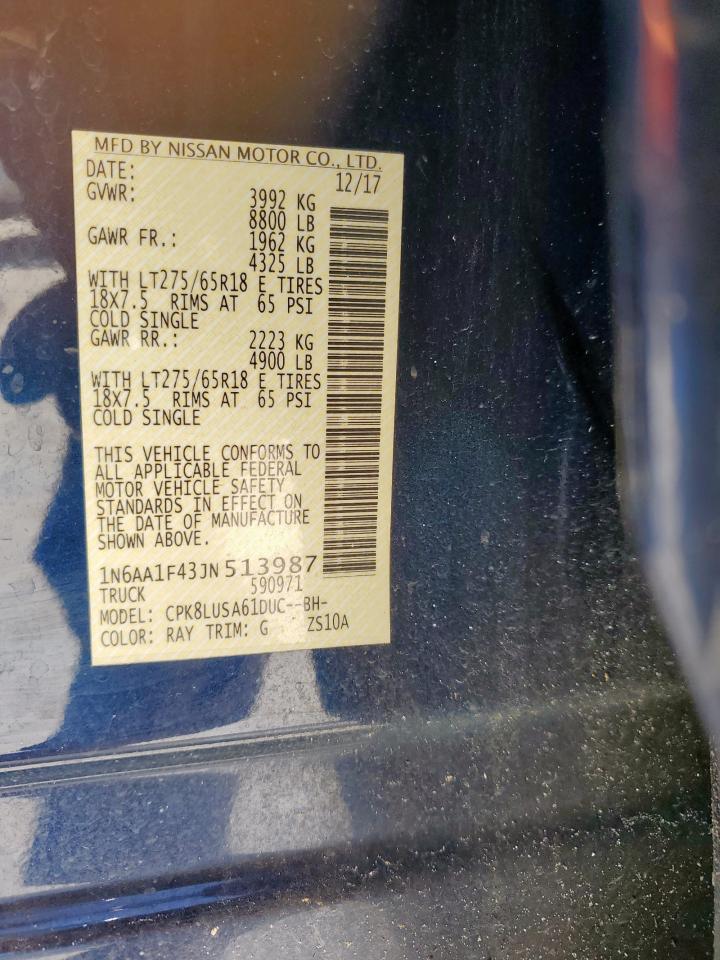 MFD BY NISSAN MOTOR CO., LTD.
DATE: 12/17
GVWR: 3992 KG
8800 LB
GAWR FR.: 1962 KG
4325 LB
WITH LT275/65R18 E TIRES
18X7.5 RIMS AT 65 PSI
COLD SINGLE
GAWR RR.: 2223 KG
4900 LB
WITH LT275/65R18 E TIRES
18X7.5 RIMS AT 65 PSI
COLD SINGLE
THIS VEHICLE CONFORMS TO
ALL APPLICABLE FEDERAL
MOTOR VEHICLE SAFETY
STANDARDS IN EFFECT ON
THE DATE OF MANUFACTURE
SHOWN ABOVE.
1N6AA1F43JN513987
TRUCK 590971
MODEL: CPK8LUSA61DUC--BH-
COLOR: RAY TRIM: G ZS10A